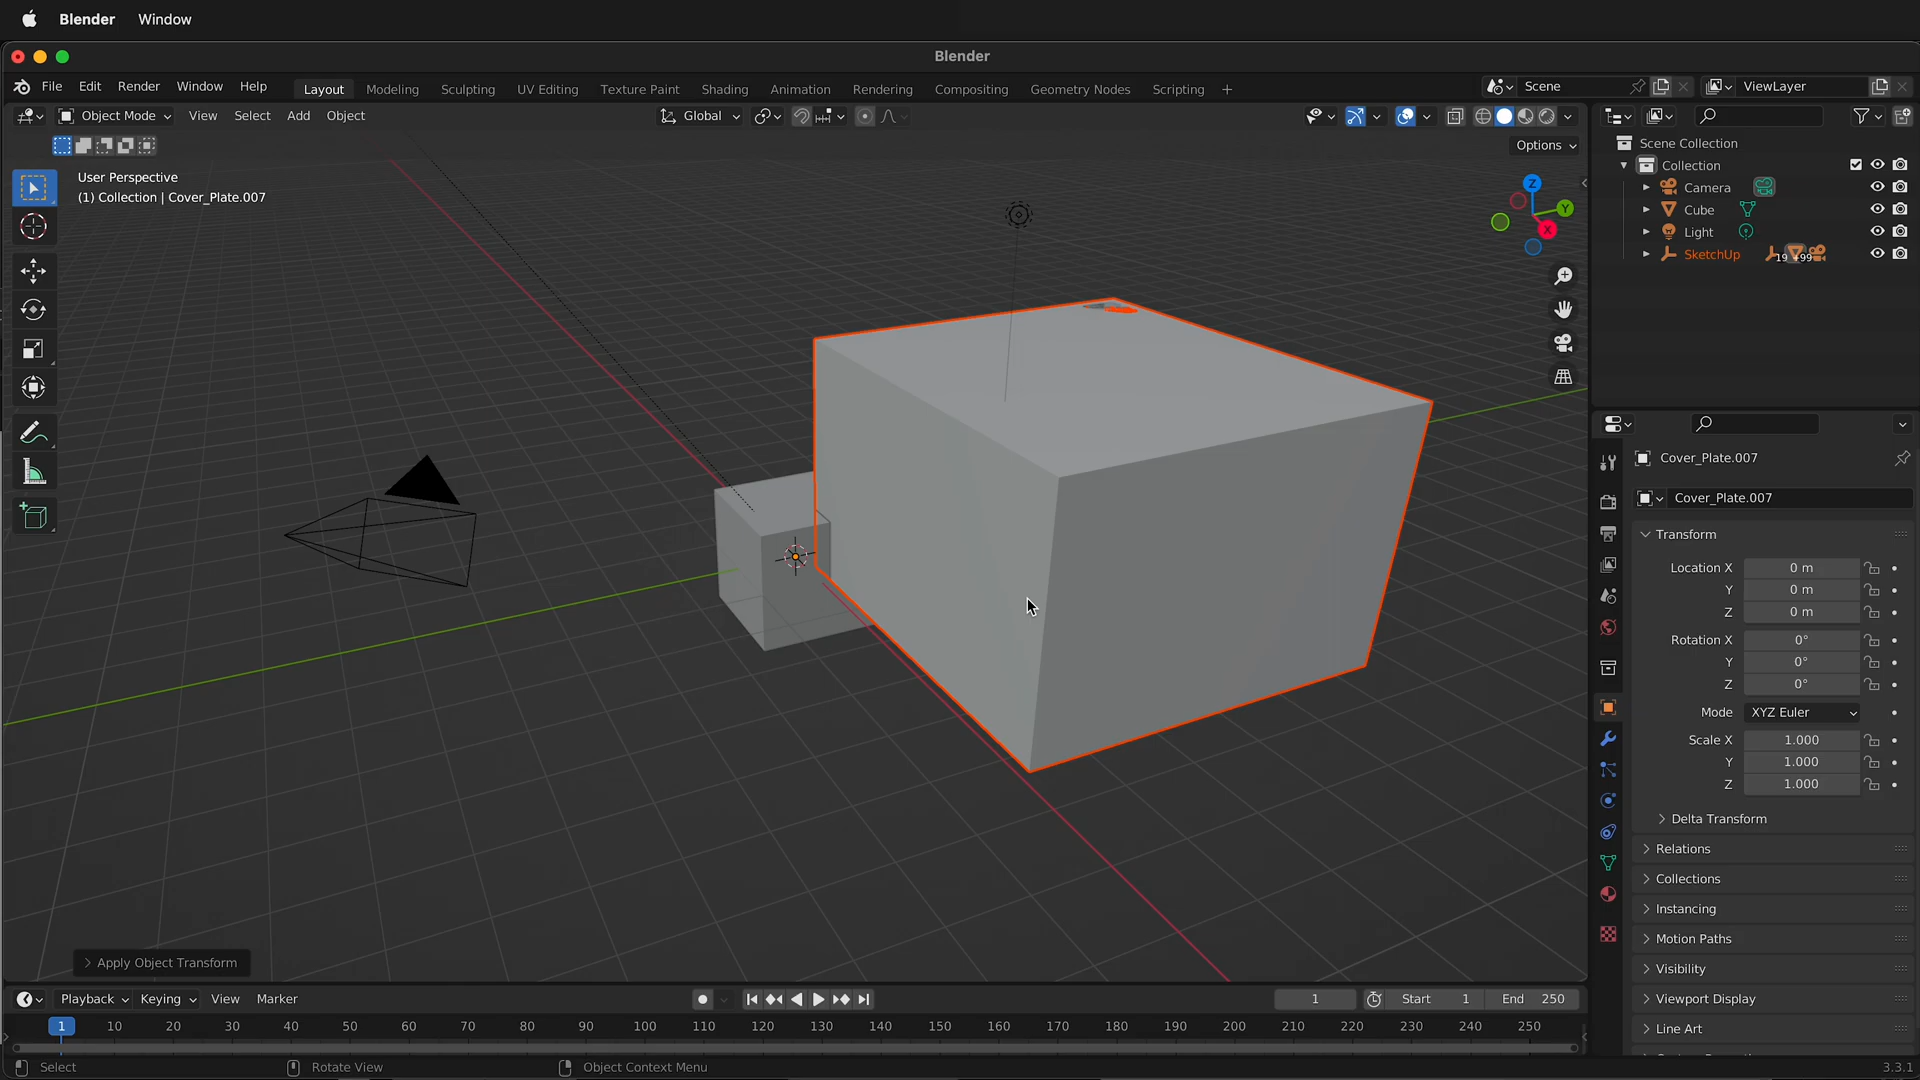 Blender Window
Blender
File Edit Render Window Help Layout Modeling Sculpting UV Editing Texture Paint Shading Animation Rendering Compositing Geometry Nodes Scripting + Scene ViewLayer
Object Mode View Select Add Object Global
Options
User Perspective
(1) Collection | Cover_Plate.007
Z
Y
X
Scene Collection
Collection
Camera
Cube
Light
SketchUp 19 +99
Cover_Plate.007
Cover_Plate.007
Transform
Location X 0 m
Y 0 m
Z 0 m
Rotation X 0°
Y 0°
Z 0°
Mode XYZ Euler
Scale X 1.000
Y 1.000
Z 1.000
Delta Transform
Relations
Collections
Instancing
Motion Paths
Visibility
Viewport Display
Line Art
Apply Object Transform
Playback Keying View Marker 1 Start 1 End 250
1 10 20 30 40 50 60 70 80 90 100 110 120 130 140 150 160 170 180 190 200 210 220 230 240 250
Select Rotate View Object Context Menu 3.3.1